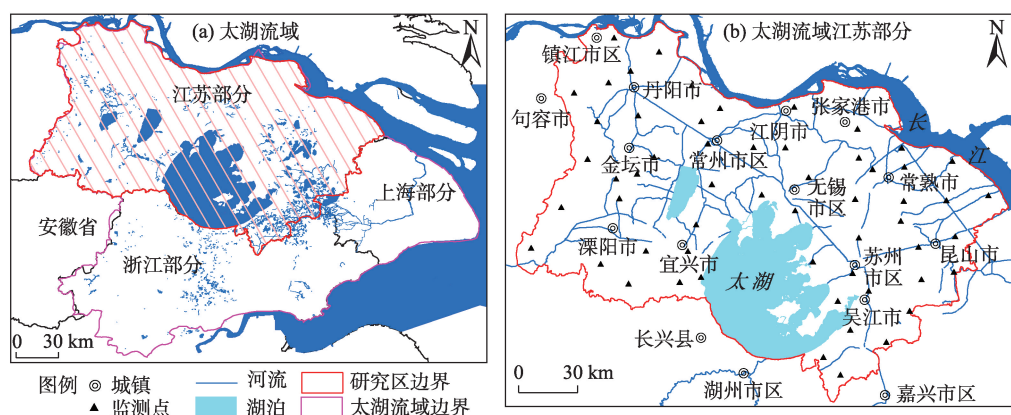 (a) 太湖流域
N
江苏部分
上海部分
安徽省
浙江部分
0 30 km
图例
城镇
河流
研究区边界
监测点
湖泊
太湖流域边界
(b) 太湖流域江苏部分
N
镇江市区
丹阳市
句容市
张家港市
江阴市
长
江
金坛市
常州市区
无锡
市区
常熟市
溧阳市
宜兴市
太湖
苏州
市区
昆山市
吴江市
长兴县
0 30 km
湖州市区
嘉兴市区